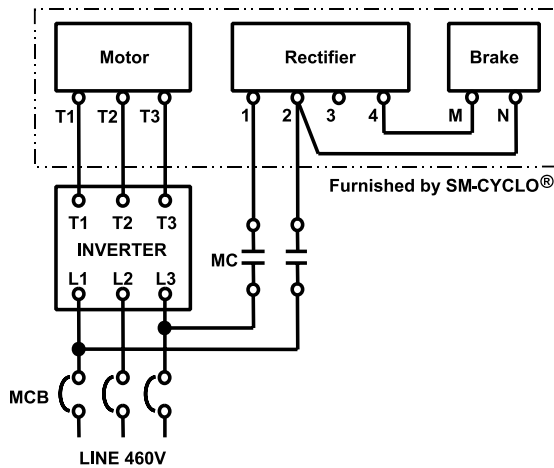 Motor Rectifier Brake
T1 T2 T3 1 2 3 4 M N
Furnished by SM-CYCLO®
T1 T2 T3
INVERTER
MC
L1 L2 L3
MCB
LINE 460V